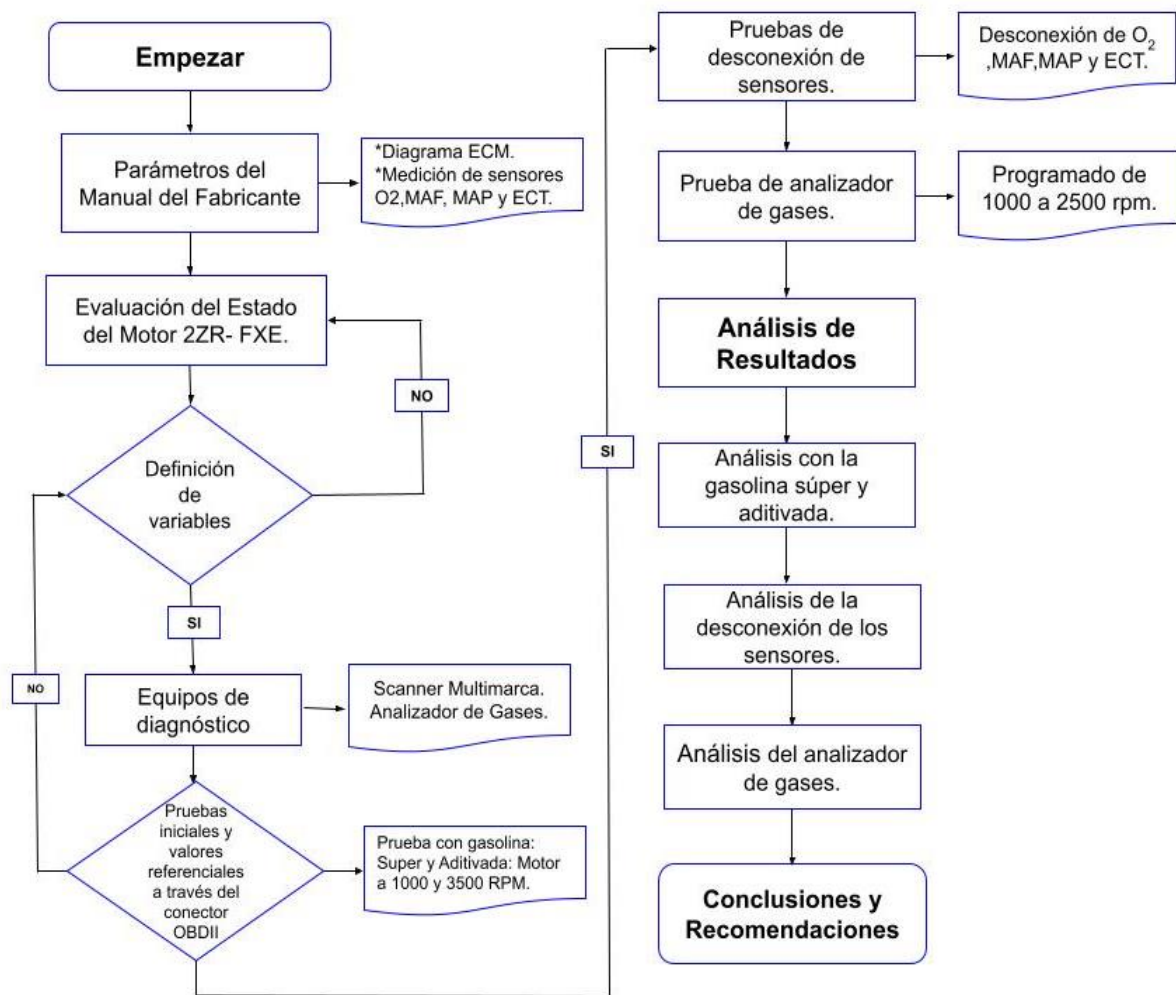 Empezar
Parámetros del
Manual del Fabricante
*Diagrama ECM.
*Medición de sensores
O2,MAF, MAP y ECT.
Evaluación del Estado
del Motor 2ZR- FXE.
NO
Definición
de
variables
SI
NO
Equipos de
diagnóstico
Scanner Multimarca.
Analizador de Gases.
Pruebas
iniciales y
valores
referenciales
a través del
conector
OBDII
Prueba con gasolina:
Super y Aditivada: Motor
a 1000 y 3500 RPM.
SI
Pruebas de
desconexión de
sensores.
Desconexión de O₂
,MAF,MAP y ECT.
Prueba de analizador
de gases.
Programado de
1000 a 2500 rpm.
Análisis de
Resultados
Análisis con la
gasolina súper y
aditivada.
Análisis de la
desconexión de los
sensores.
Análisis del analizador
de gases.
Conclusiones y
Recomendaciones